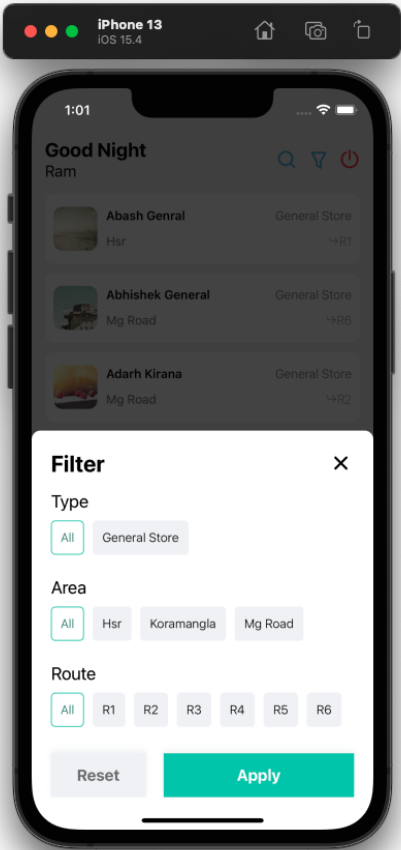 iPhone 13
iOS 15.4
1:01
Good Night
Ram
Abash Genral General Store
Hsr ↪R1
Abhishek General General Store
Mg Road ↪R6
Adarh Kirana General Store
Mg Road ↪R2
Filter
Type
All General Store
Area
All Hsr Koramangla Mg Road
Route
All R1 R2 R3 R4 R5 R6
Reset Apply